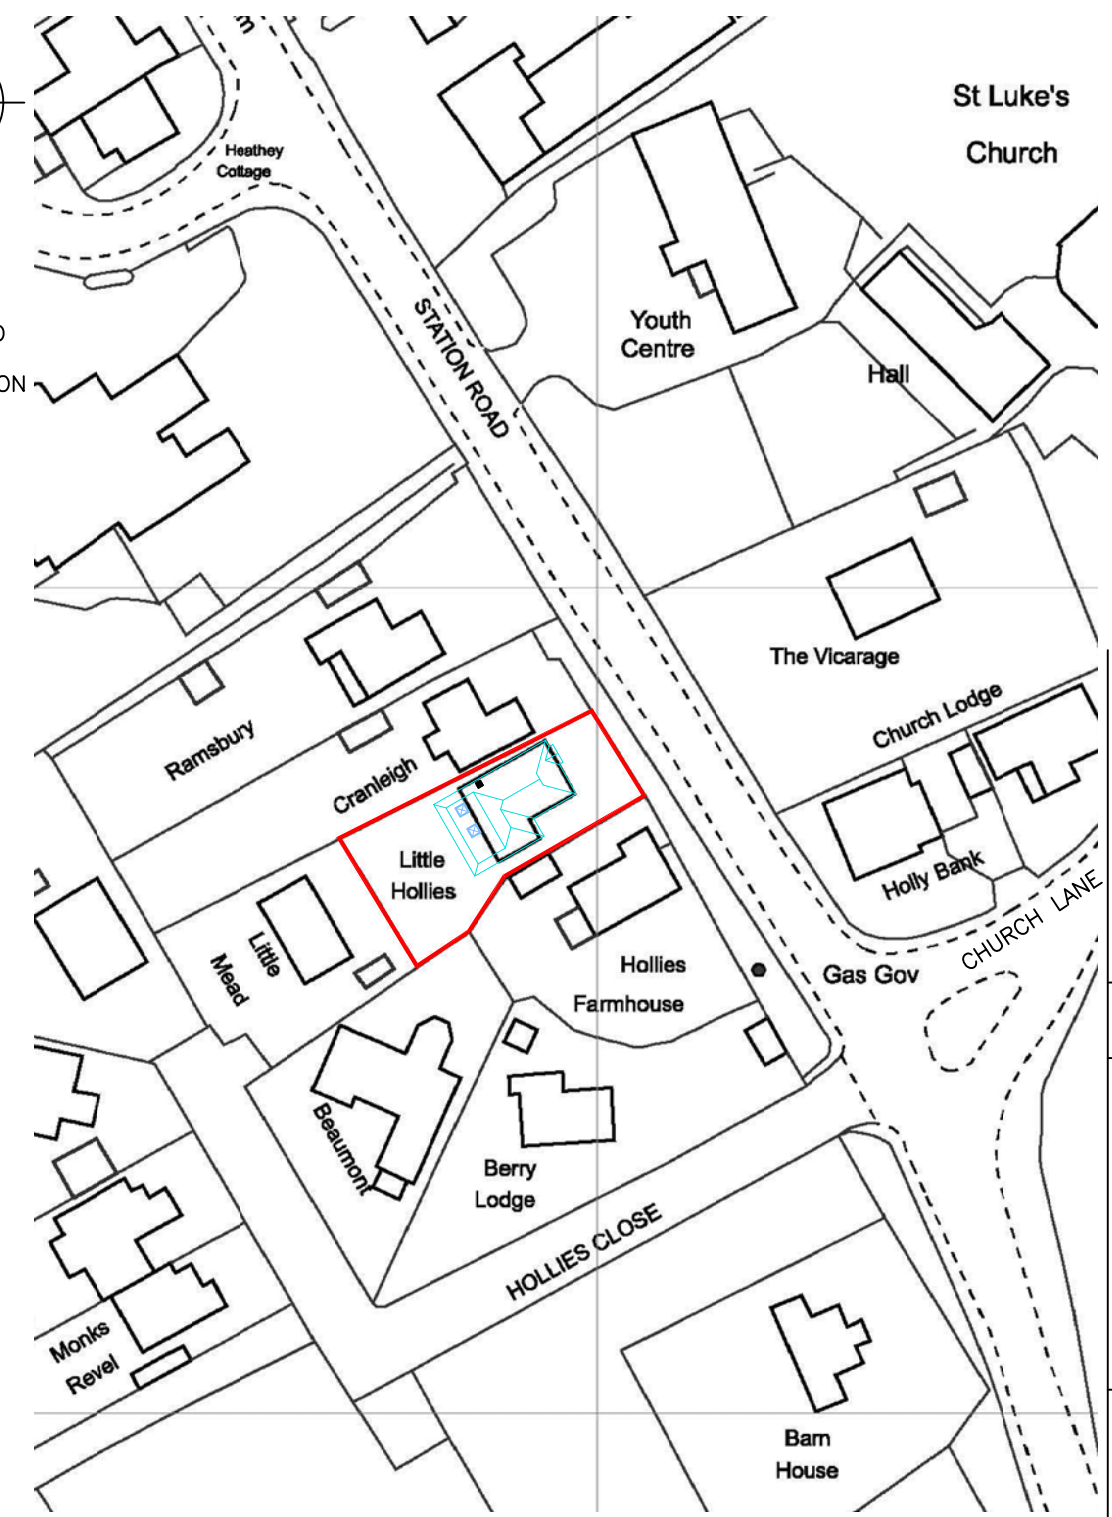 St Luke's
Church
Heathey
Cottage
STATION ROAD
Youth
Centre
Hall
ON
The Vicarage
Church Lodge
Ramsbury
Cranleigh
Little
Hollies
Holly Bank
CHURCH LANE
Little
Mead
Hollies
Farmhouse
Gas Gov
Beaumont
Berry
Lodge
HOLLIES CLOSE
Monks
Revel
Barn
House